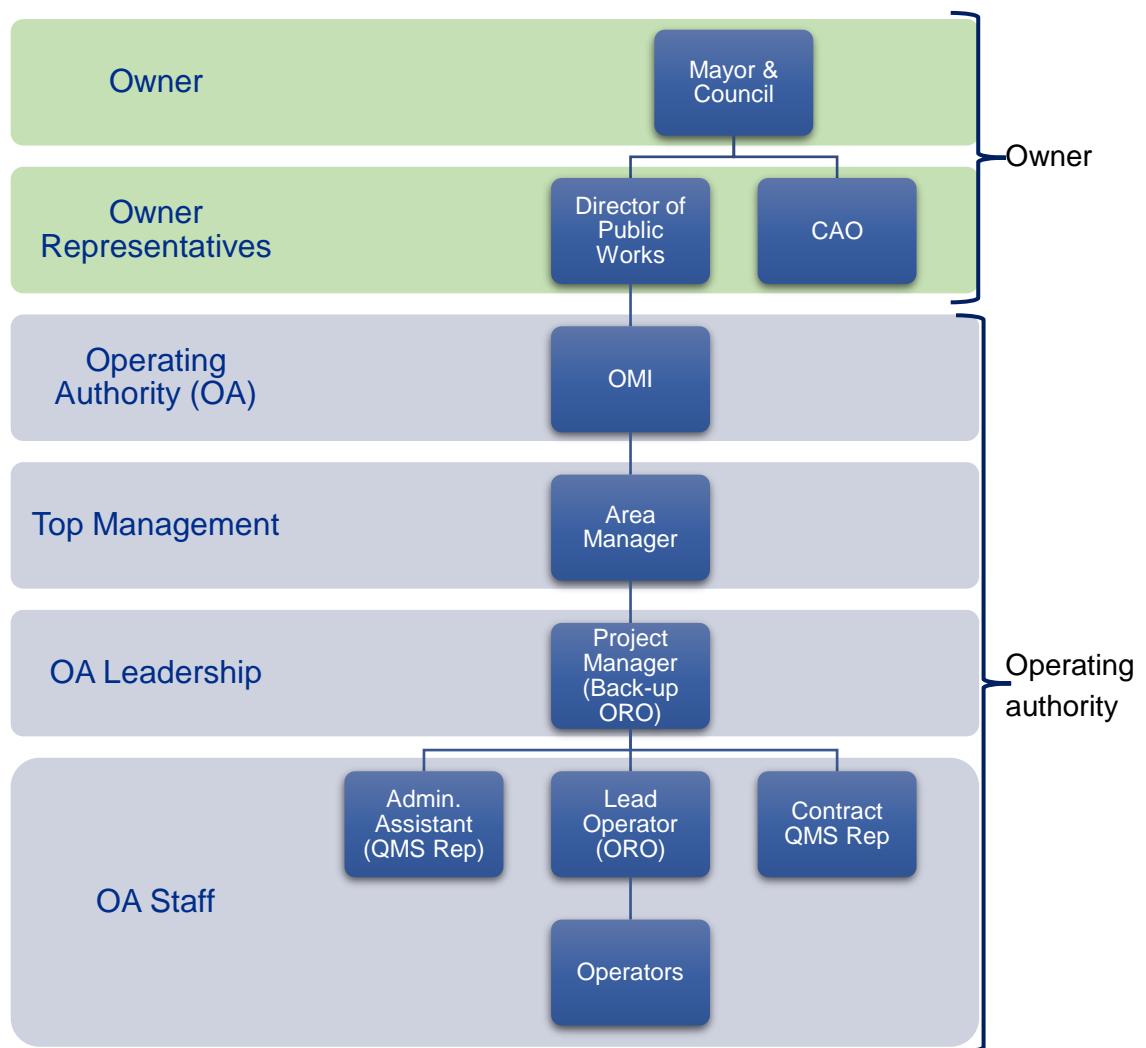 Owner
Mayor &
Council
Owner
Owner
Representatives
Director of
Public
Works
CAO
Operating
Authority (OA)
OMI
Top Management
Area
Manager
OA Leadership
Project
Manager
(Back-up
ORO)
Operating
authority
OA Staff
Admin.
Assistant
(QMS Rep)
Lead
Operator
(ORO)
Contract
QMS Rep
Operators